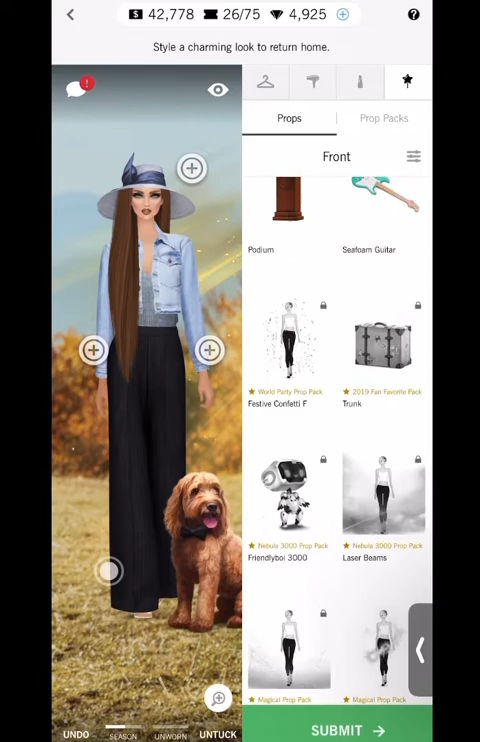 $ 42,778 26/75 4,925
?
Style a charming look to return home.
!
Props
Prop Packs
Front
Podium
Seafoam Guitar
World Party Prop Pack
Festive Confetti F
2019 Fan Favorite Pack
Trunk
Nebula 3000 Prop Pack
Friendlyboi 3000
Nebula 3000 Prop Pack
Laser Beams
Magical Prop Pack
Magical Prop Pack
UNDO
SEASON
UNWORN
UNTUCK
SUBMIT